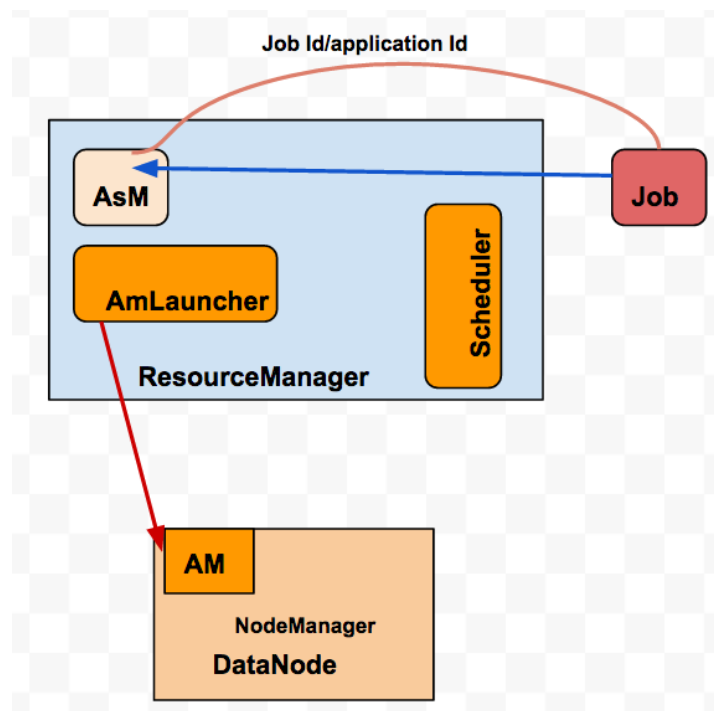 Job Id/application Id
AsM
Job
AmLauncher
Scheduler
ResourceManager
AM
NodeManager
DataNode